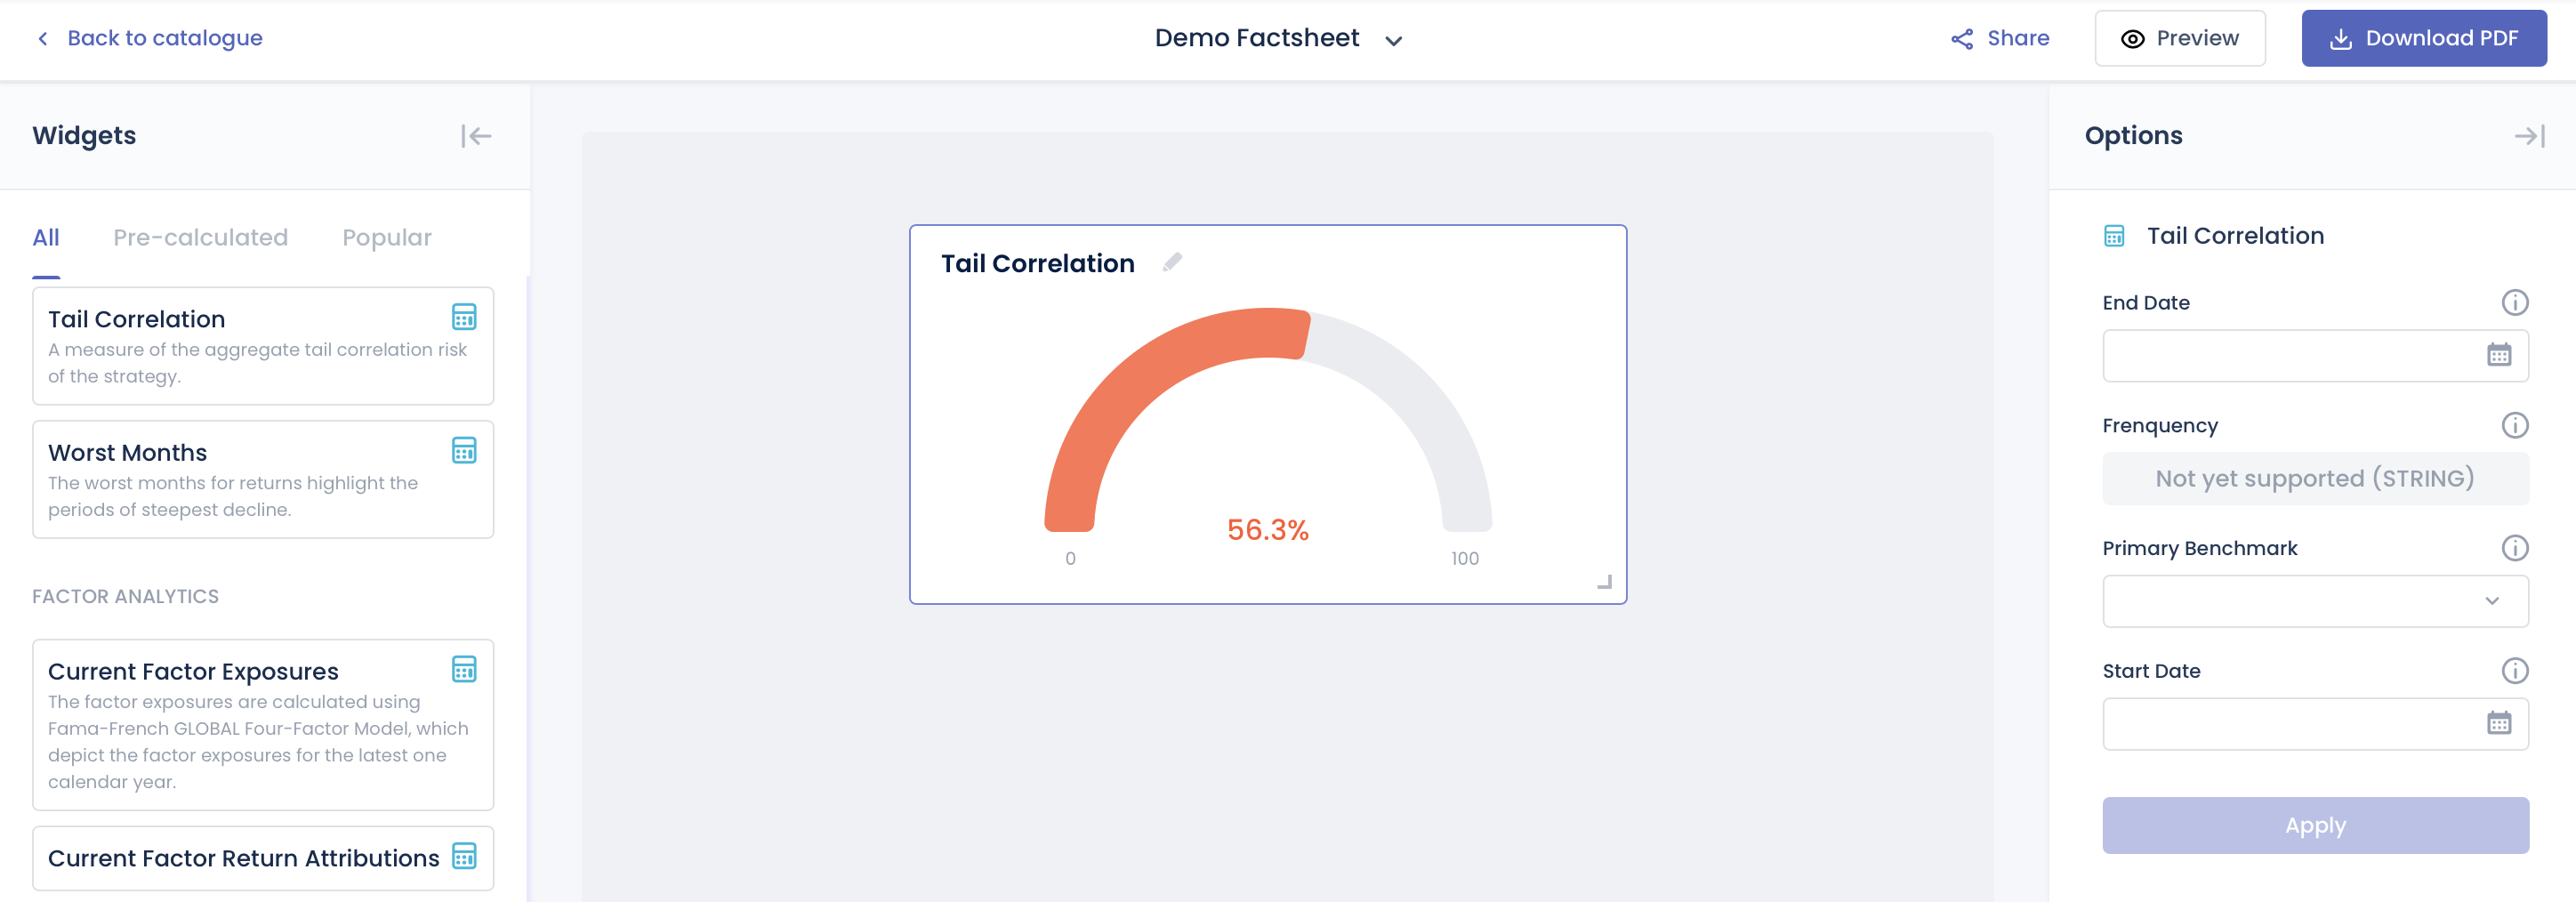 Back to catalogue
Demo Factsheet
Share
Preview
Download PDF
Widgets
All
Pre-calculated
Popular
Tail Correlation
A measure of the aggregate tail correlation risk
of the strategy.
Worst Months
The worst months for returns highlight the
periods of steepest decline.
FACTOR ANALYTICS
Current Factor Exposures
The factor exposures are calculated using
Fama-French GLOBAL Four-Factor Model, which
depict the factor exposures for the latest one
calendar year.
Current Factor Return Attributions
Tail Correlation
56.3%
0
100
Options
Tail Correlation
End Date
Frenquency
Not yet supported (STRING)
Primary Benchmark
Start Date
Apply